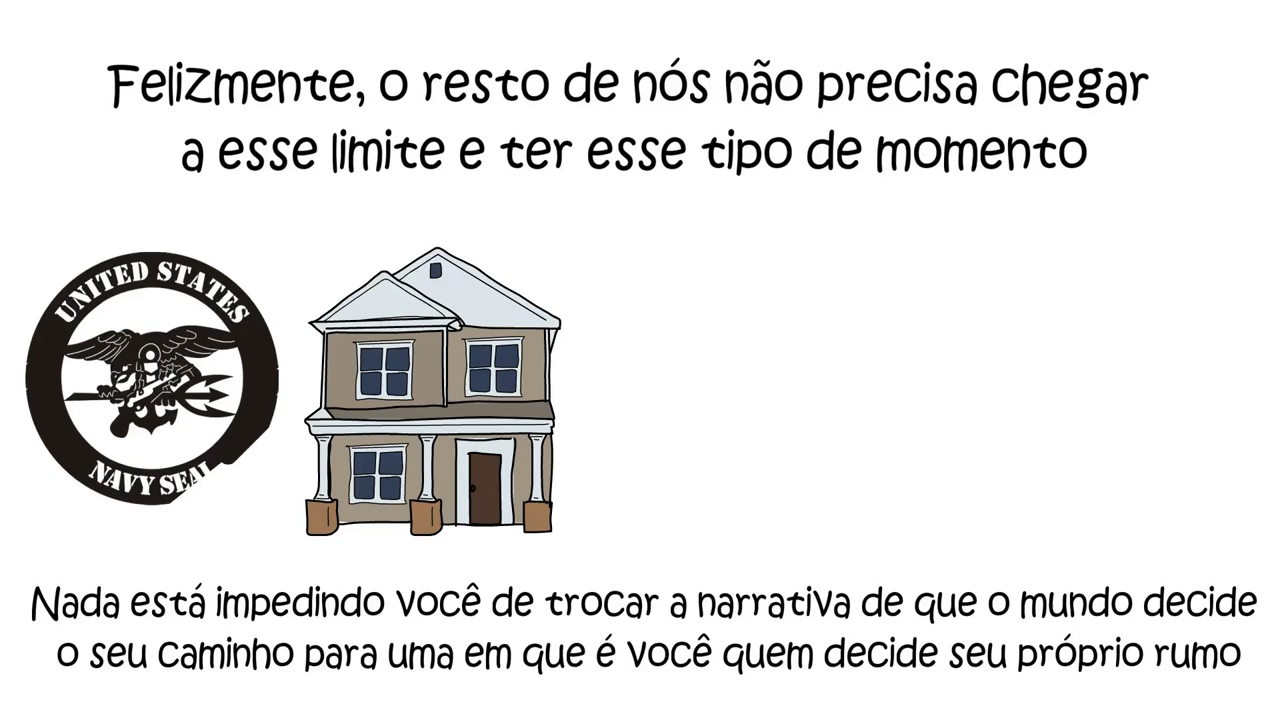 Felizmente, o resto de nós não precisa chegar
a esse limite e ter esse tipo de momento
UNITED STATES
NAVY SEAL
Nada está impedindo você de trocar a narrativa de que o mundo decide
o seu caminho para uma em que é você quem decide seu próprio rumo